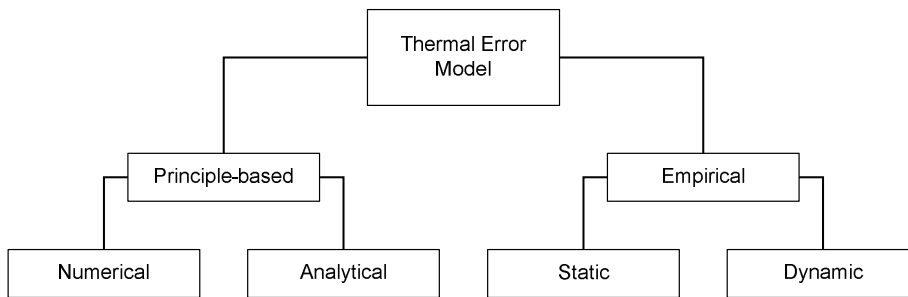 Thermal Error
Model
Principle-based
Empirical
Numerical
Analytical
Static
Dynamic